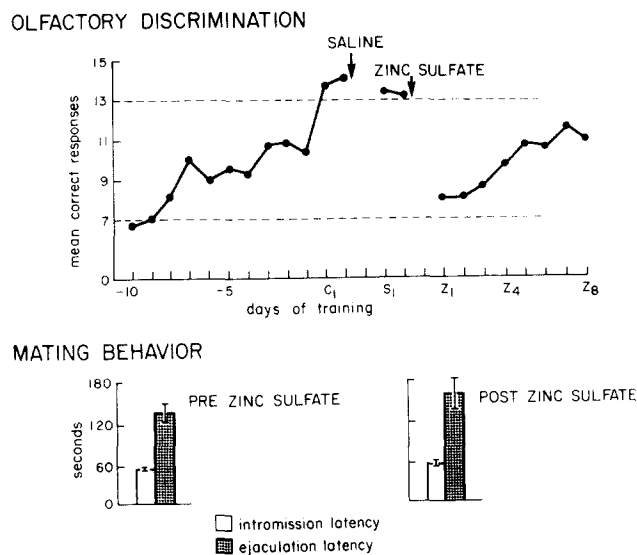 OLFACTORY DISCRIMINATION
SALINE
ZINC SULFATE
mean correct responses
15
13
11
9
7
0
-10
-5
C1
S1
Z1
Z4
Z8
days of training
MATING BEHAVIOR
seconds
180
120
60
0
PRE ZINC SULFATE
POST ZINC SULFATE
intromission latency
ejaculation latency